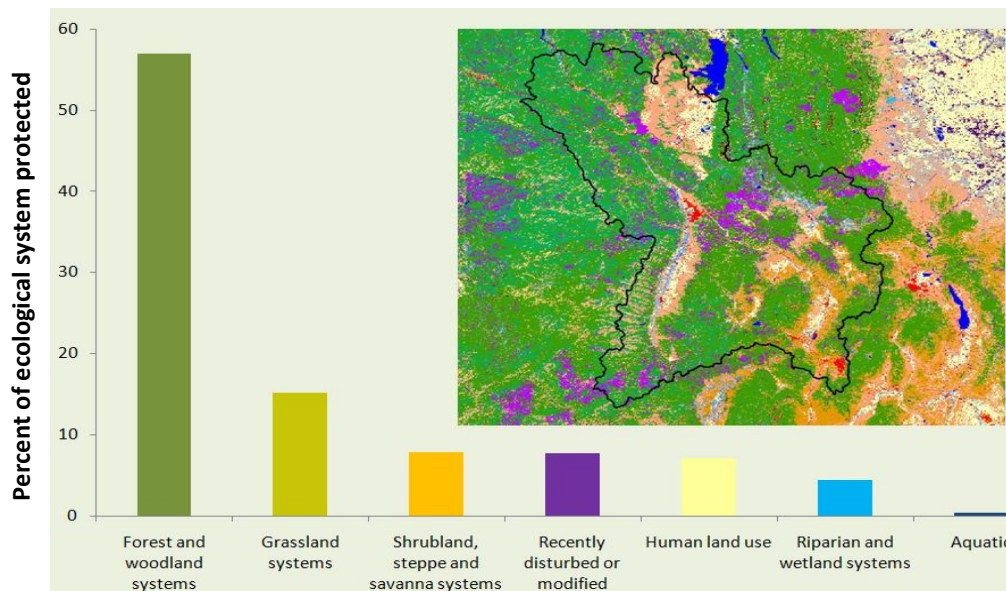 Percent of ecological system protected
60
50
40
30
20
10
0
Forest and
woodland
systems
Grassland
systems
Shrubland,
steppe and
savanna systems
Recently
disturbed or
modified
Human land use
Riparian and
wetland systems
Aquatic